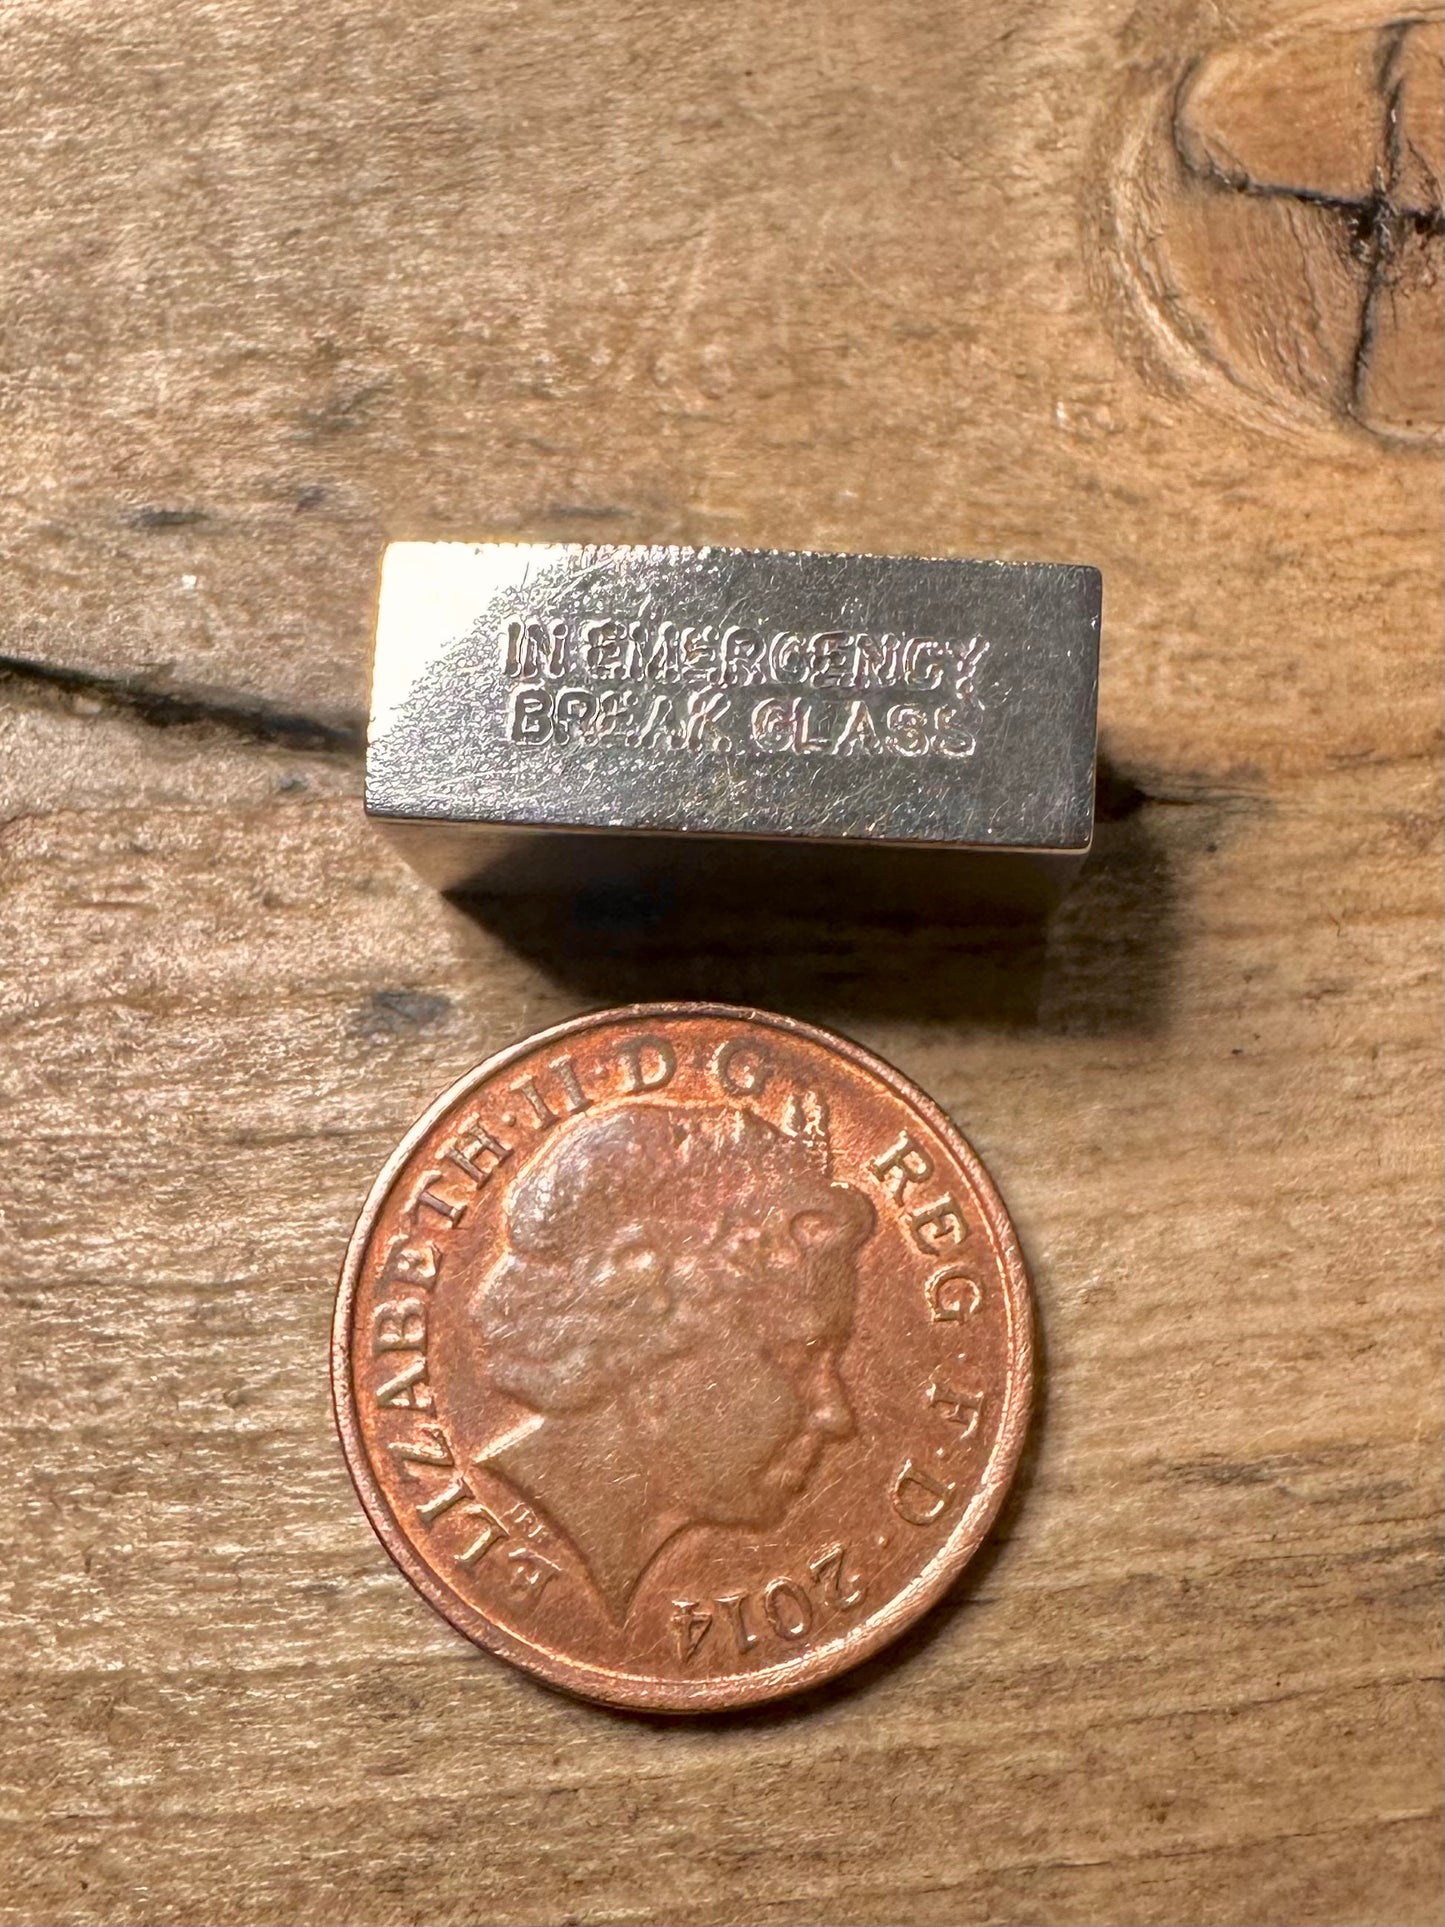 IN EMERGENCY
BREAK GLASS
ELIZABETH·II·D·G REG·F·D·2014